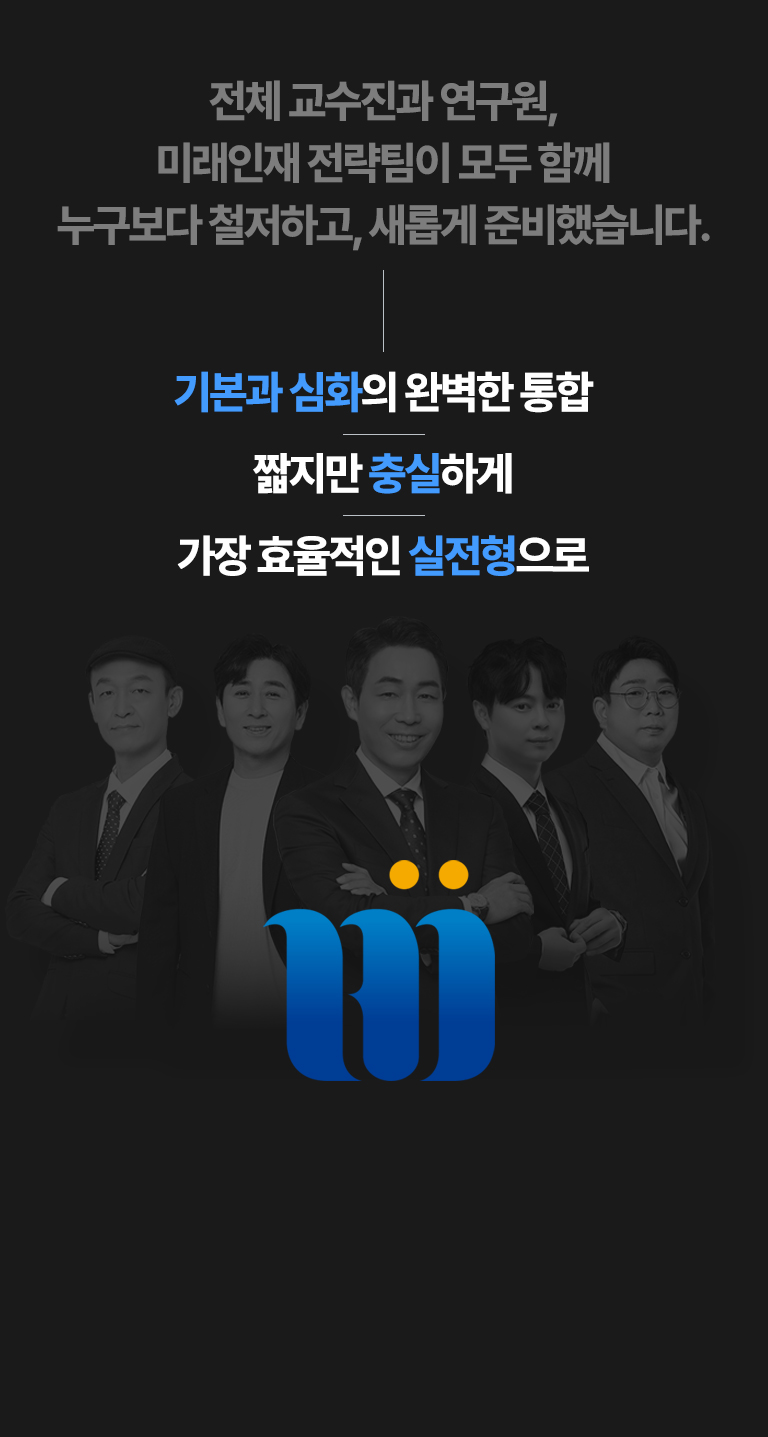 전체 교수진과 연구원,
미래인재 전략팀이 모두 함께
누구보다 철저하고, 새롭게 준비했습니다.
기본과 심화의 완벽한 통합
짧지만 충실하게
가장 효율적인 실전형으로